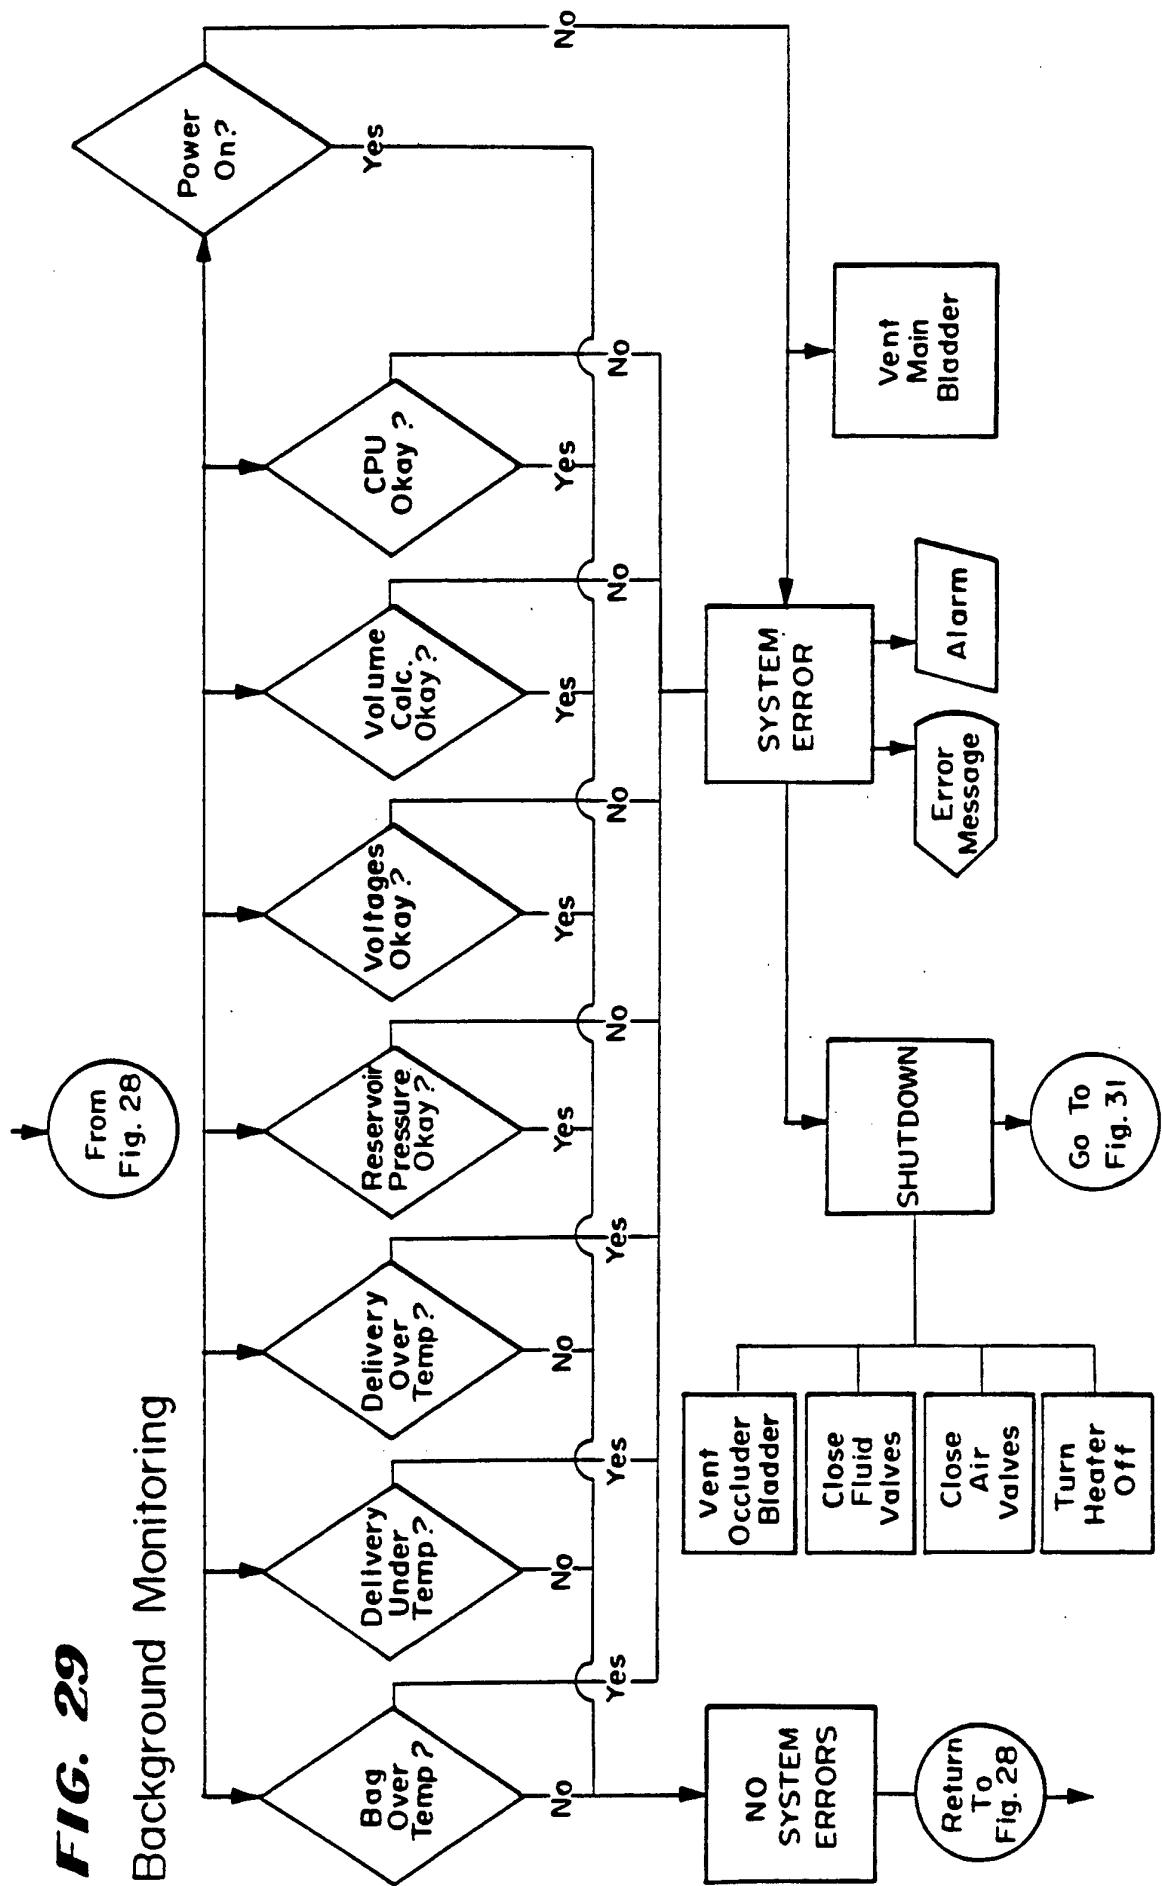 FIG. 29
Background Monitoring
From
Fig. 28
Bag
Over
Temp?
Delivery
Under
Temp?
Delivery
Over
Temp?
Reservoir
Pressure
Okay?
Voltages
Okay?
Volume
Calc.
Okay?
CPU
Okay?
Power
On?
No
No
No
Yes
Yes
Yes
Yes
Yes
Yes
Yes
Yes
No
No
No
No
No
NO
SYSTEM
ERRORS
Return
To
Fig. 28
Vent
Occluder
Bladder
Close
Fluid
Valves
Close
Air
Valves
Turn
Heater
Off
SHUTDOWN
Go To
Fig. 31
SYSTEM
ERROR
Error
Message
Alarm
Vent
Main
Bladder